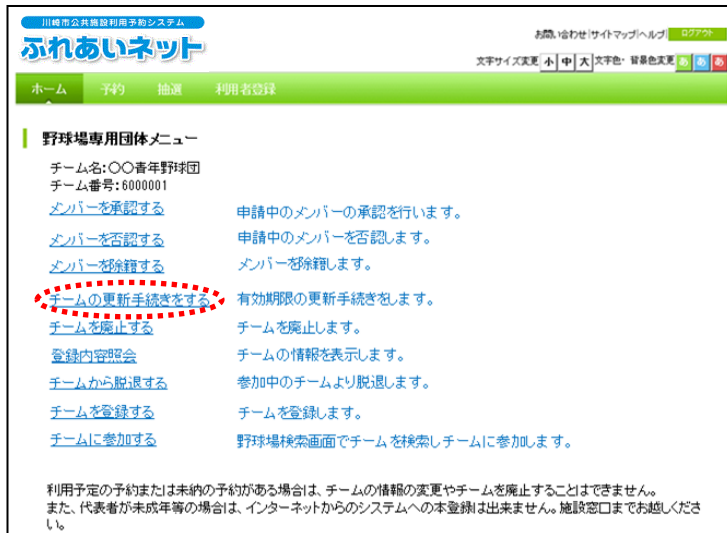 川崎市公共施設利用予約システム
ふれあいネット
お問い合わせ|サイトマップ|ヘルプ| ログアウト
文字サイズ変更 小 中 大 文字色・背景色変更 あ あ あ
ホーム 予約 抽選 利用者登録
野球場専用団体メニュー
チーム名:〇〇青年野球団
チーム番号:6000001
メンバーを承認する 申請中のメンバーの承認を行います。
メンバーを否認する 申請中のメンバーを否認します。
メンバーを除籍する メンバーを除籍します。
チームの更新手続きをする 有効期限の更新手続きをします。
チームを廃止する チームを廃止します。
登録内容照会 チームの情報を表示します。
チームから脱退する 参加中のチームより脱退します。
チームを登録する チームを登録します。
チームに参加する 野球場検索画面でチームを検索しチームに参加します。
利用予定の予約または未納の予約がある場合は、チームの情報の変更やチームを廃止することはできません。
また、代表者が未成年等の場合は、インターネットからのシステムへの本登録は出来ません。施設窓口までお越しくださ
い。